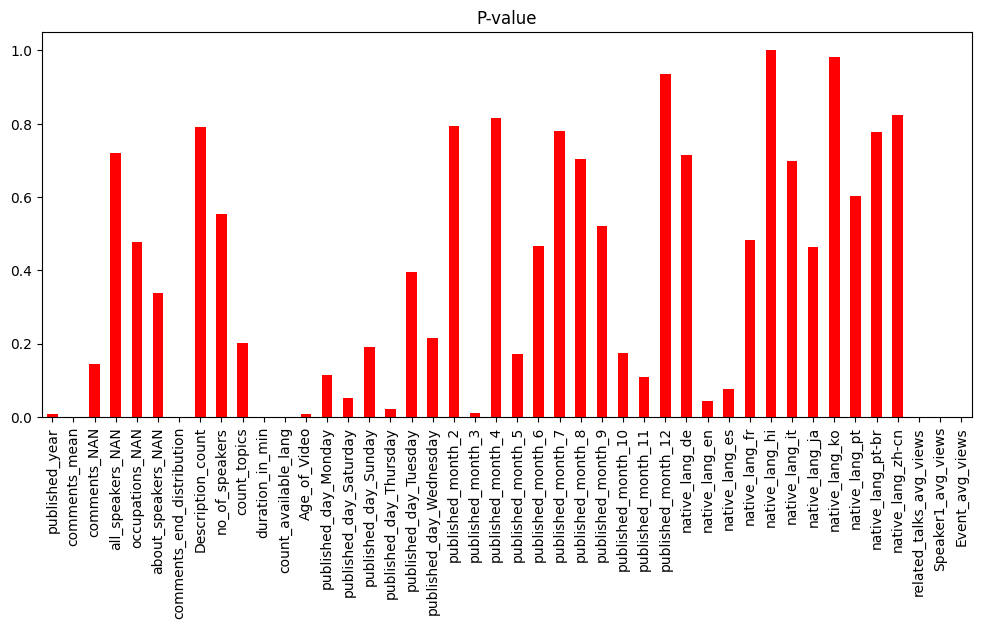 P-value
1.0
0.8
0.6
0.4
0.2
0.0
published_year
comments_mean
comments_NAN
all_speakers_NAN
occupations_NAN
about_speakers_NAN
comments_end_distribution
Description_count
no_of_speakers
count_topics
duration_in_min
count_available_lang
Age_of_Video
published_day_Monday
published_day_Saturday
published_day_Sunday
published_day_Thursday
published_day_Tuesday
published_day_Wednesday
published_month_2
published_month_3
published_month_4
published_month_5
published_month_6
published_month_7
published_month_8
published_month_9
published_month_10
published_month_11
published_month_12
native_lang_de
native_lang_en
native_lang_es
native_lang_fr
native_lang_hi
native_lang_it
native_lang_ja
native_lang_ko
native_lang_pt
native_lang_pt-br
native_lang_zh-cn
related_talks_avg_views
Speaker1_avg_views
Event_avg_views